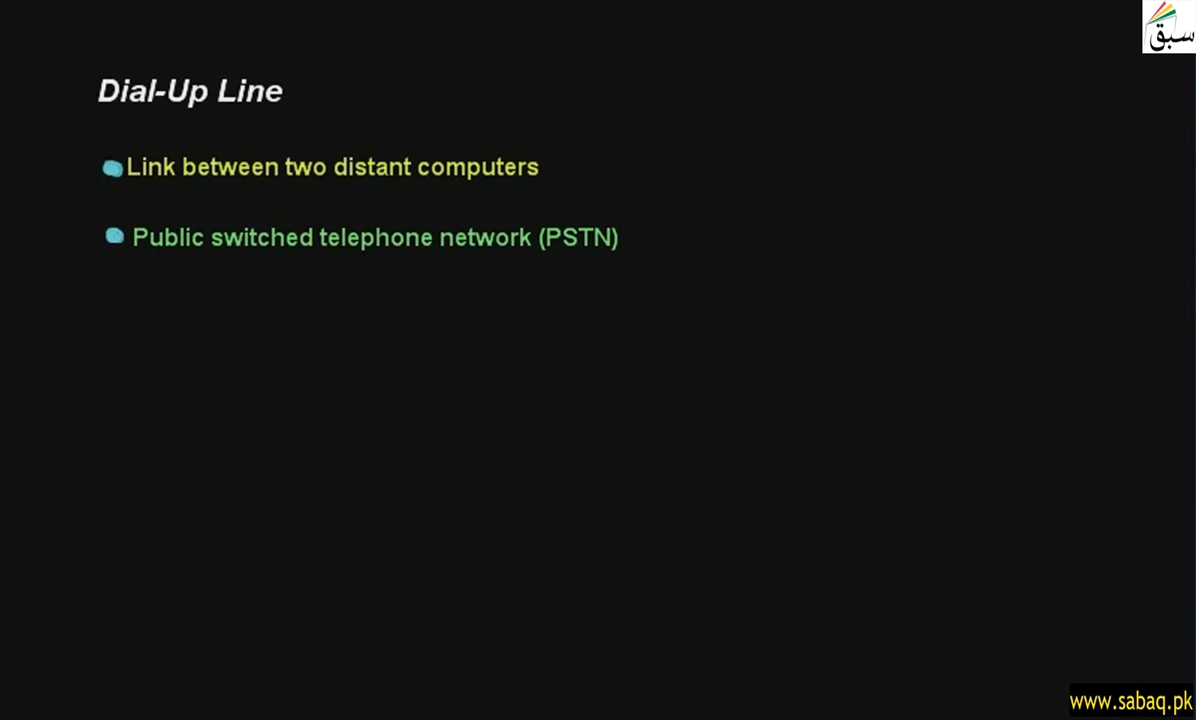 سبق
Dial-Up Line
Link between two distant computers
Public switched telephone network (PSTN)
www.sabaq.pk